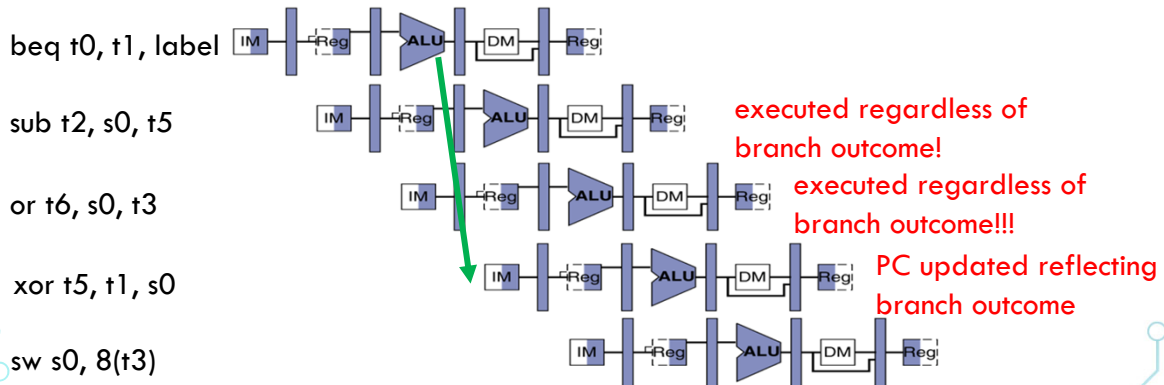 beq t0, t1, label IM Reg ALU DM Reg
sub t2, s0, t5 IM Reg ALU DM Reg
executed regardless of
branch outcome!
or t6, s0, t3 IM Reg ALU DM Reg
executed regardless of
branch outcome!!!
xor t5, t1, s0 IM Reg ALU DM Reg
PC updated reflecting
branch outcome
sw s0, 8(t3) IM Reg ALU DM Reg